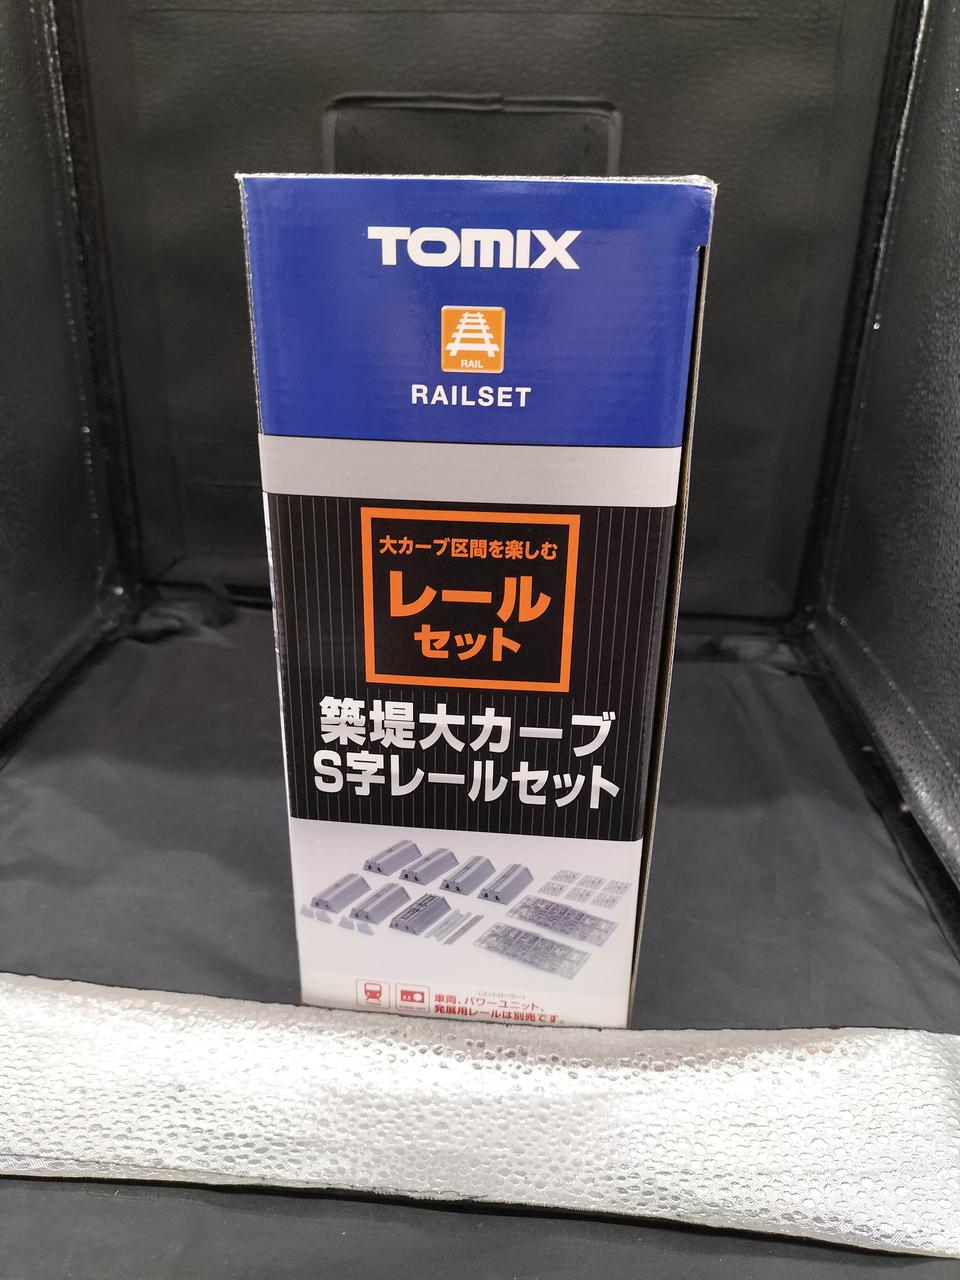 TOMIX
RAIL
RAILSET
大カーブ区間を楽しむ
レール
セット
築堤大カーブ
S字レールセット
(コントローラー)
車両、パワーユニット、
発展用レールは別売です。